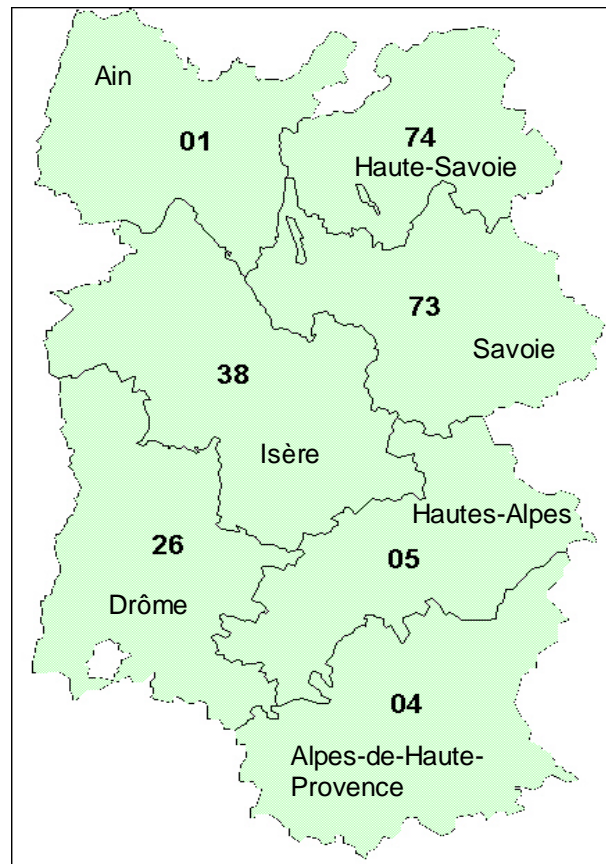 Ain
01
74
Haute-Savoie
73
Savoie
38
Isère
Hautes-Alpes
05
26
Drôme
04
Alpes-de-Haute-
Provence